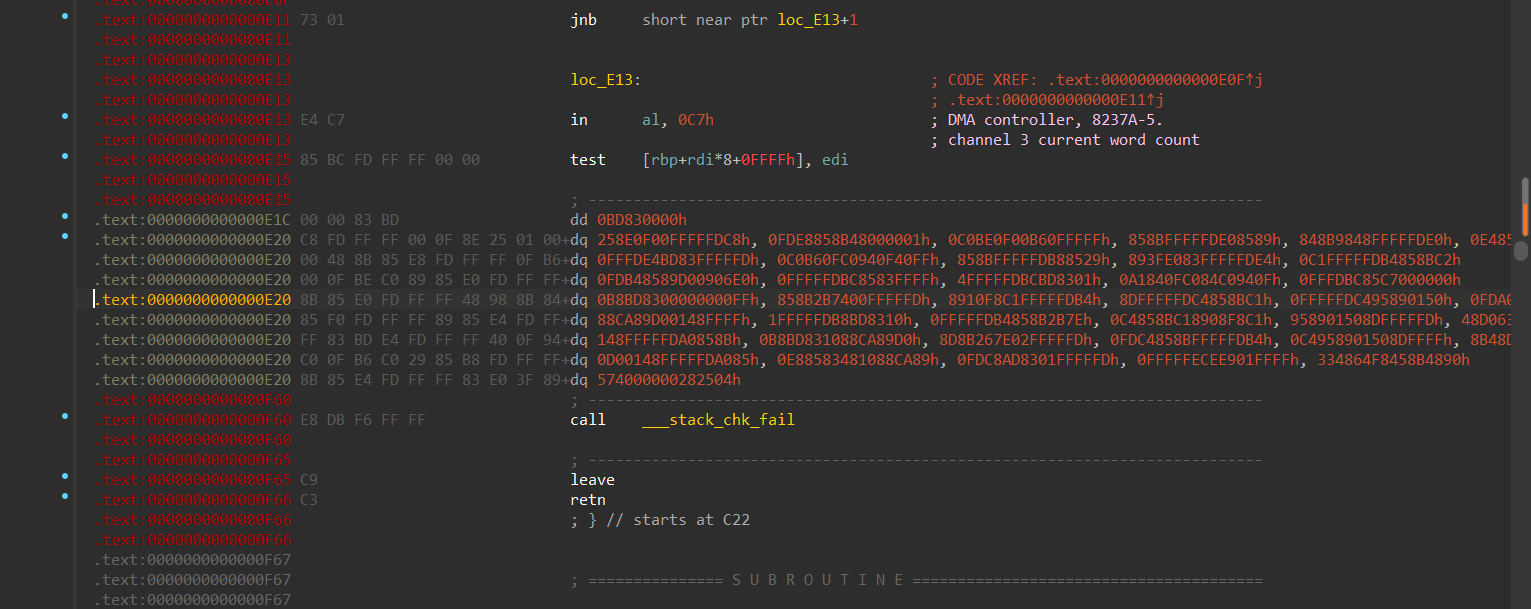 .text:0000000000000E0F
.text:0000000000000E11 73 01 jnb short near ptr loc_E13+1
.text:0000000000000E11
.text:0000000000000E13
.text:0000000000000E13 loc_E13: ; CODE XREF: .text:0000000000000E0F↑j
.text:0000000000000E13 ; .text:0000000000000E11↑j
.text:0000000000000E13 E4 C7 in al, 0C7h ; DMA controller, 8237A-5.
.text:0000000000000E13 ; channel 3 current word count
.text:0000000000000E15 85 BC FD FF FF 00 00 test [rbp+rdi*8+0FFFFh], edi
.text:0000000000000E15
.text:0000000000000E15 ; ---------------------------------------------------------------------------
.text:0000000000000E1C 00 00 83 BD dd 0BD830000h
.text:0000000000000E20 C8 FD FF FF 00 0F 8E 25 01 00+dq 258E0F00FFFFFDC8h, 0FDE8858B48000001h, 0C0BE0F00B60FFFFFh, 858BFFFFFDE08589h, 848B9848FFFFFDE0h, 0E485
.text:0000000000000E20 00 48 8B 85 E8 FD FF FF 0F B6+dq 0FFFDE4BD83FFFFFDh, 0C0B60FC0940F40FFh, 858BFFFFFDB88529h, 893FE083FFFFFDE4h, 0C1FFFFFDB4858BC2h
.text:0000000000000E20 00 0F BE C0 89 85 E0 FD FF FF+dq 0FDB48589D00906E0h, 0FFFFFDC8583FFFFh, 4FFFFFDBCBD8301h, 0A1840FC084C0940Fh, 0FFFDBC85C7000000h
.text:0000000000000E20 8B 85 E0 FD FF FF 48 98 8B 84+dq 0B8BD8300000000FFh, 858B2B7400FFFFFDh, 8910F8C1FFFFFDB4h, 8DFFFFFDC4858BC1h, 0FFFFFDC495890150h, 0FDA0
.text:0000000000000E20 85 F0 FD FF FF 89 85 E4 FD FF+dq 88CA89D00148FFFFh, 1FFFFFDB8BD8310h, 0FFFFFDB4858B2B7Eh, 0C4858BC18908F8C1h, 958901508DFFFFFDh, 48D063
.text:0000000000000E20 FF 83 BD E4 FD FF FF 40 0F 94+dq 148FFFFFDA0858Bh, 0B8BD831088CA89D0h, 8D8B267E02FFFFFDh, 0FDC4858BFFFFFDB4h, 0C4958901508DFFFFh, 8B48D
.text:0000000000000E20 C0 0F B6 C0 29 85 B8 FD FF FF+dq 0D00148FFFFFDA085h, 0E88583481088CA89h, 0FDC8AD8301FFFFFDh, 0FFFFFECEE901FFFFh, 334864F8458B4890h
.text:0000000000000E20 8B 85 E4 FD FF FF 83 E0 3F 89+dq 574000000282504h
.text:0000000000000F60 ; ---------------------------------------------------------------------------
.text:0000000000000F60 E8 DB F6 FF FF call ___stack_chk_fail
.text:0000000000000F60
.text:0000000000000F65 ; ---------------------------------------------------------------------------
.text:0000000000000F65 C9 leave
.text:0000000000000F66 C3 retn
.text:0000000000000F66 ; } // starts at C22
.text:0000000000000F66
.text:0000000000000F67
.text:0000000000000F67 ; =============== S U B R O U T I N E =======================================
.text:0000000000000F67